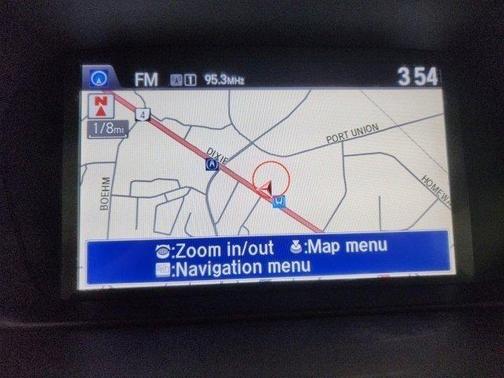 FM 1 95.3MHz 3 54
N
1/8mi
4
PORT UNION
DIXIE
BOEHM
:Zoom in/out :Map menu
:Navigation menu